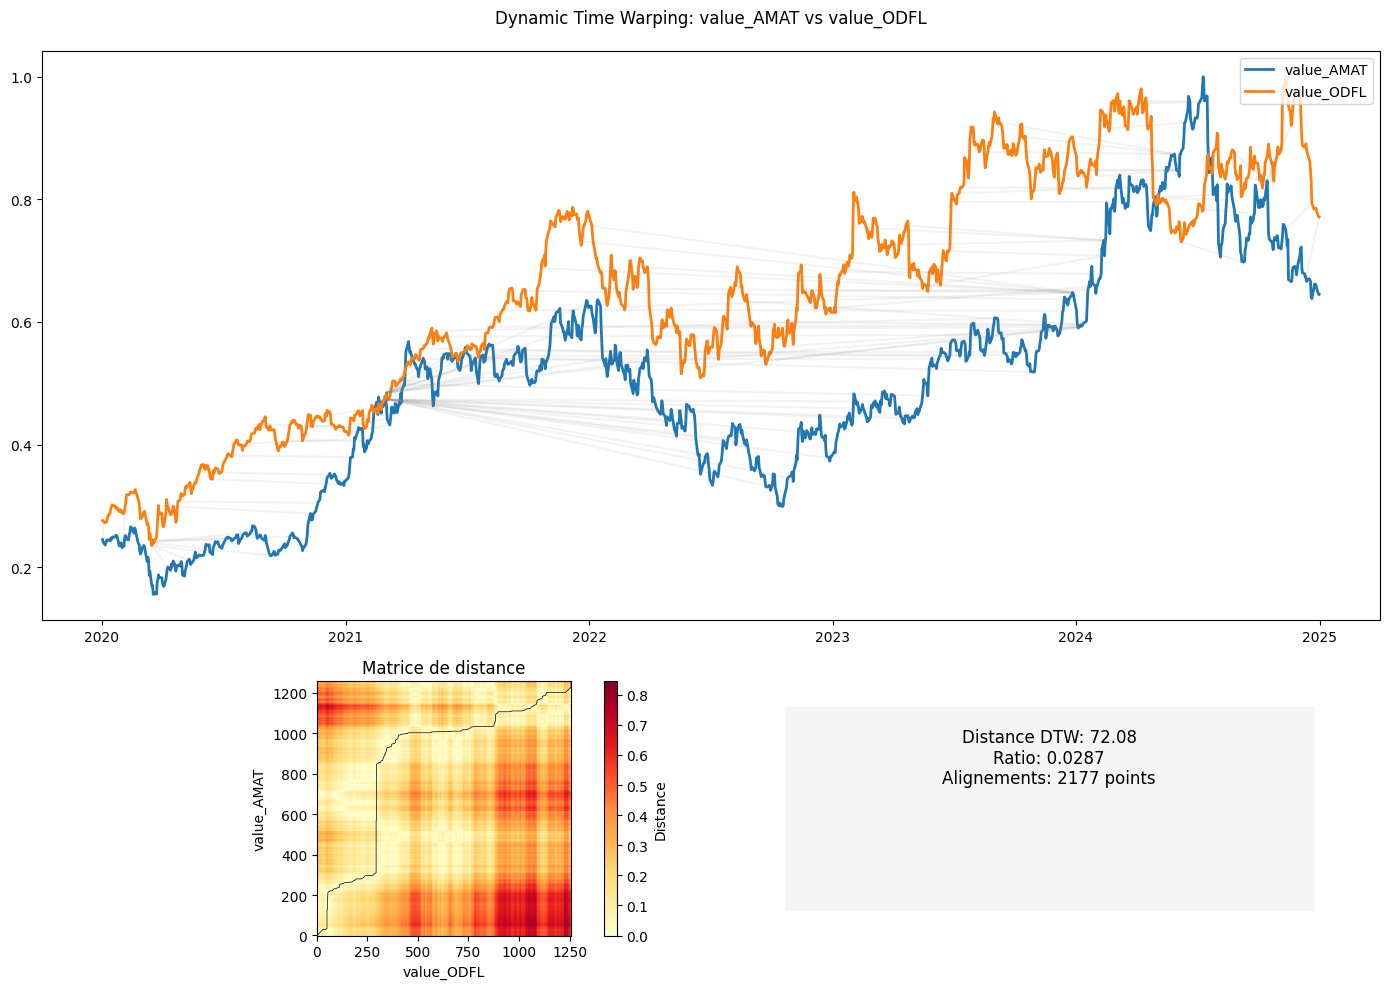 Dynamic Time Warping: value_AMAT vs value_ODFL
1.0
0.8
0.6
0.4
0.2
value_AMAT
value_ODFL
2020 2021 2022 2023 2024 2025
Matrice de distance
value_AMAT
1200
1000
800
600
400
200
0
0 250 500 750 1000 1250
value_ODFL
0.8
0.7
0.6
0.5
0.4
0.3
0.2
0.1
0.0
Distance
Distance DTW: 72.08
Ratio: 0.0287
Alignements: 2177 points